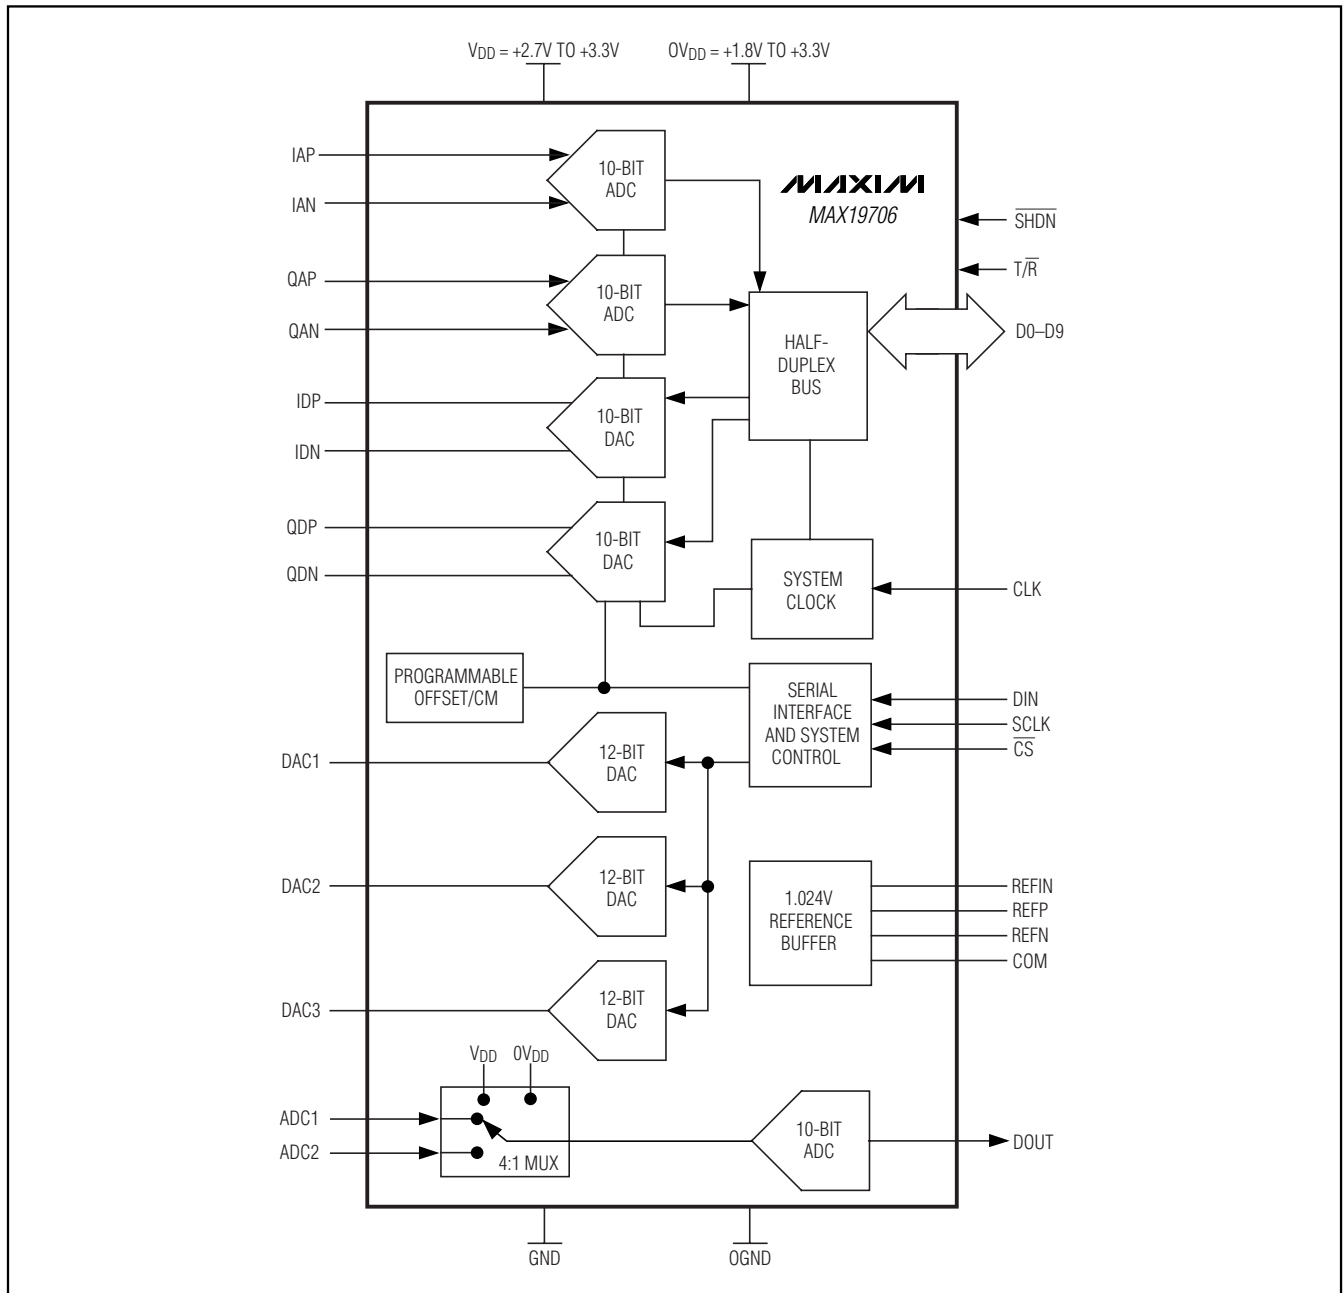 VDD = +2.7V TO +3.3V
OVDD = +1.8V TO +3.3V
IAP
IAN
10-BIT
ADC
MAXIM
MAX19706
SHDN
T/R
QAP
QAN
10-BIT
ADC
HALF-
DUPLEX
BUS
D0–D9
IDP
IDN
10-BIT
DAC
QDP
QDN
10-BIT
DAC
SYSTEM
CLOCK
CLK
PROGRAMMABLE
OFFSET/CM
SERIAL
INTERFACE
AND SYSTEM
CONTROL
DIN
SCLK
CS
DAC1
12-BIT
DAC
DAC2
12-BIT
DAC
1.024V
REFERENCE
BUFFER
REFIN
REFP
REFN
COM
DAC3
12-BIT
DAC
VDD
OVDD
ADC1
ADC2
4:1 MUX
10-BIT
ADC
DOUT
GND
OGND